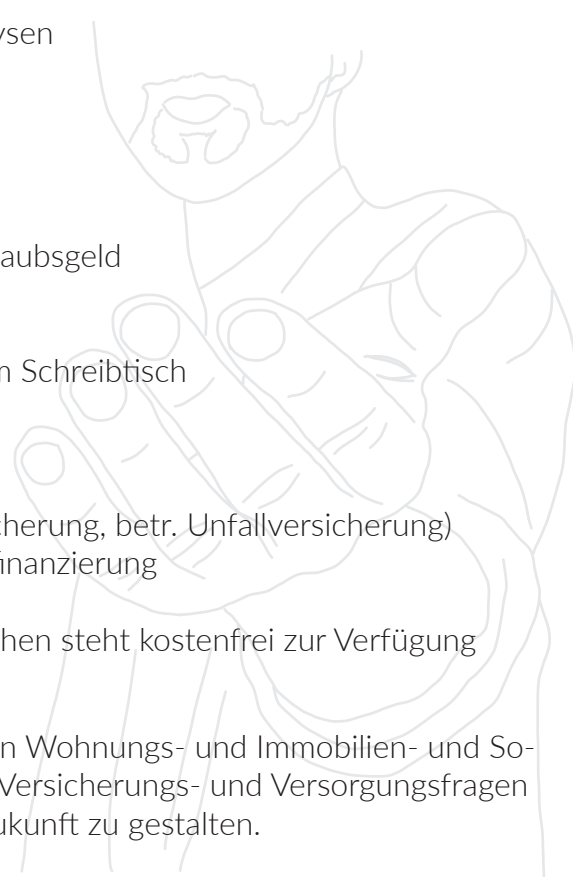 ysen
aubsgeld
m Schreibtisch
cherung, betr. Unfallversicherung)
finanzierung
hen steht kostenfrei zur Verfügung
n Wohnungs- und Immobilien- und So-
Versicherungs- und Versorgungsfragen
ukunft zu gestalten.